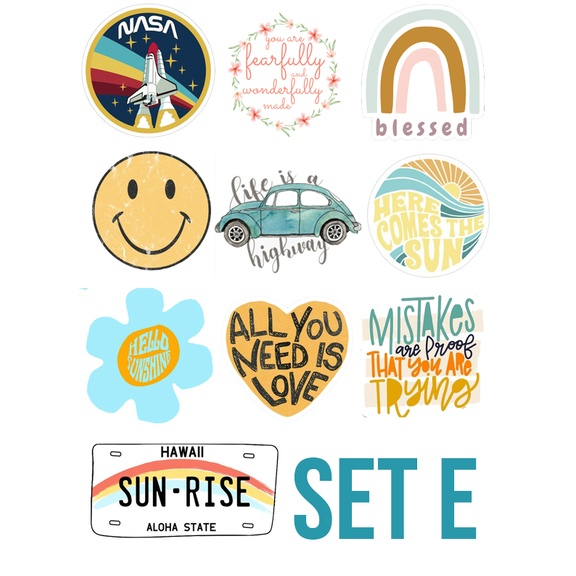 NASA
you are
fearfully
and
wonderfully
made
blessed
life is a
highway
HERE
COMES THE
SUN
HELLO
SUNSHINE
ALL YOU
NEED IS
LOVE
MISTAKES
are PROOF
THAT YOU ARE
TRYING
HAWAII
SUN-RISE
ALOHA STATE
SET E